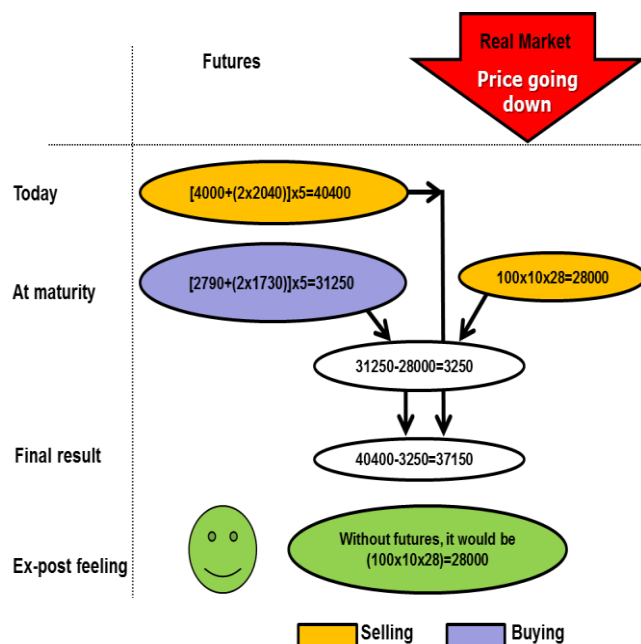 Futures
Real Market
Price going
down
Today
[4000+(2x2040)]x5=40400
At maturity
[2790+(2x1730)]x5=31250
100x10x28=28000
31250-28000=3250
Final result
40400-3250=37150
Ex-post feeling
Without futures, it would be
(100x10x28)=28000
Selling
Buying